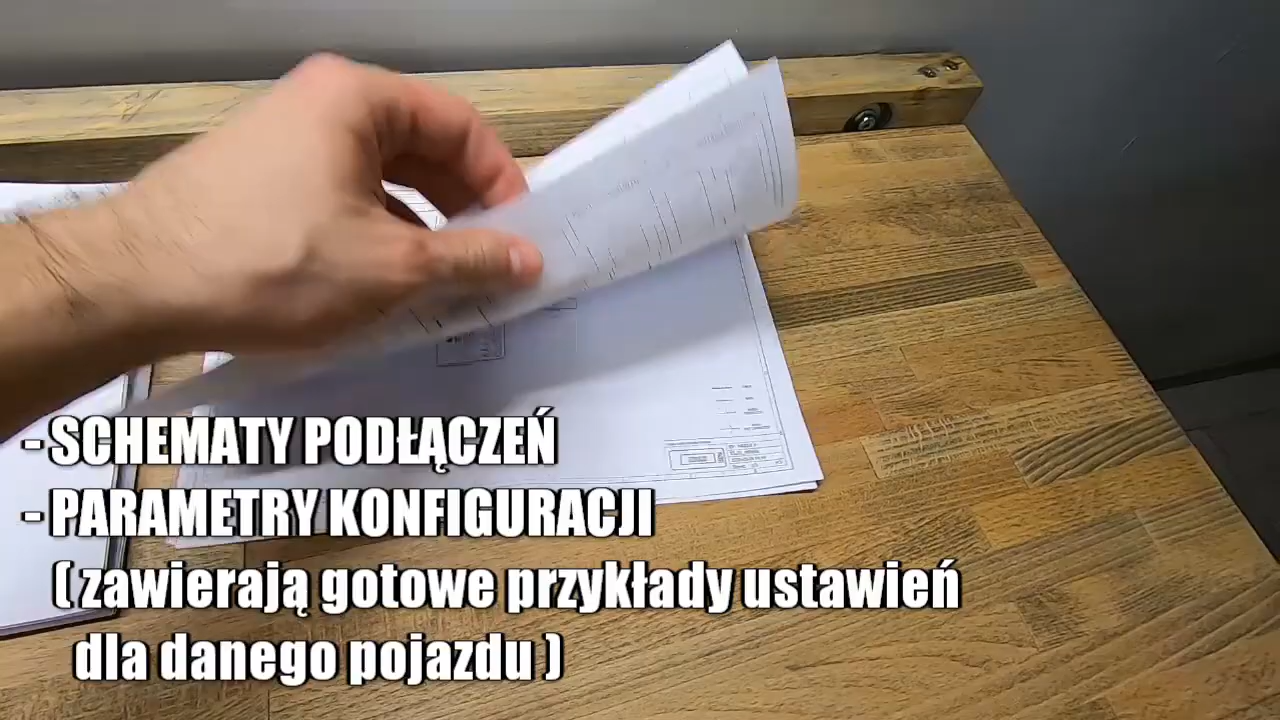 - SCHEMATY PODŁĄCZEŃ
- PARAMETRY KONFIGURACJI
( zawierają gotowe przykłady ustawień
dla danego pojazdu )